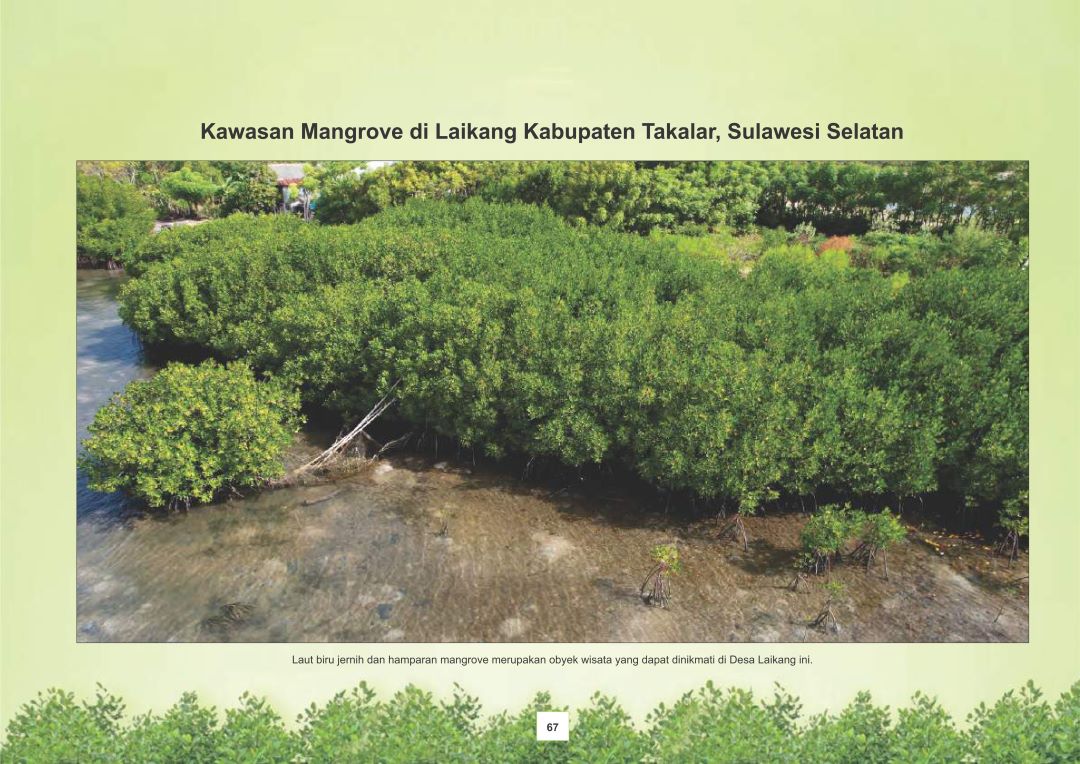 Kawasan Mangrove di Laikang Kabupaten Takalar, Sulawesi Selatan
Laut biru jernih dan hamparan mangrove merupakan obyek wisata yang dapat dinikmati di Desa Laikang ini.
67